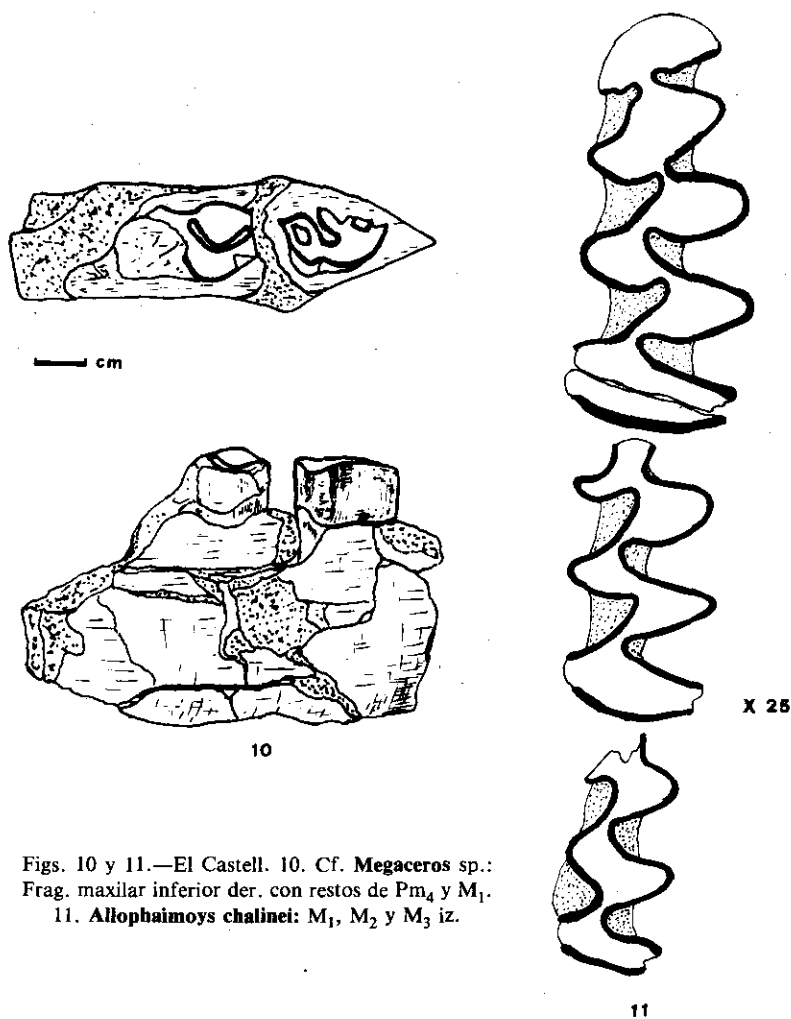 cm
10
X 25
Figs. 10 y 11.—El Castell. 10. Cf. Megaceros sp.:
Frag. maxilar inferior der. con restos de Pm₄ y M₁.
11. Allophaimoys chalinei: M₁, M₂ y M₃ iz.
11